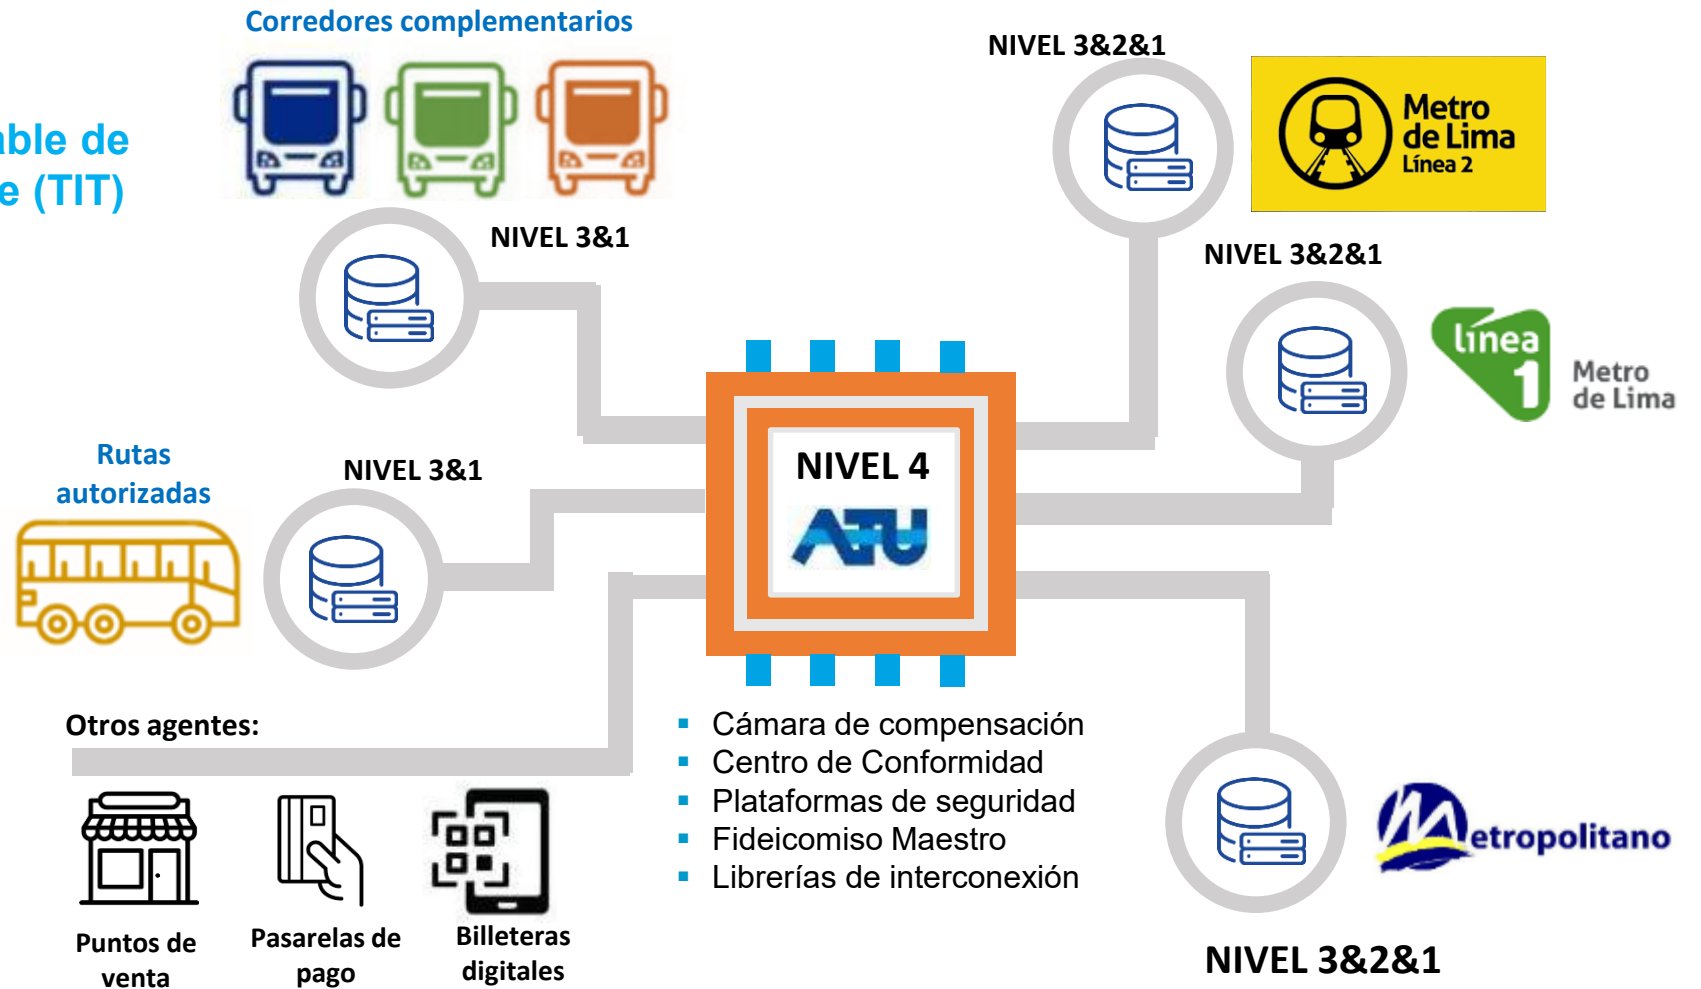 Corredores complementarios
able de
e (TIT)
NIVEL 3&1
NIVEL 3&2&1
Metro
de Lima
Línea 2
NIVEL 3&2&1
línea
1
Metro
de Lima
Rutas
autorizadas
NIVEL 3&1
NIVEL 4
ATU
Otros agentes:
Puntos de
venta
Pasarelas de
pago
Billeteras
digitales
▪ Cámara de compensación
▪ Centro de Conformidad
▪ Plataformas de seguridad
▪ Fideicomiso Maestro
▪ Librerías de interconexión
Metropolitano
NIVEL 3&2&1